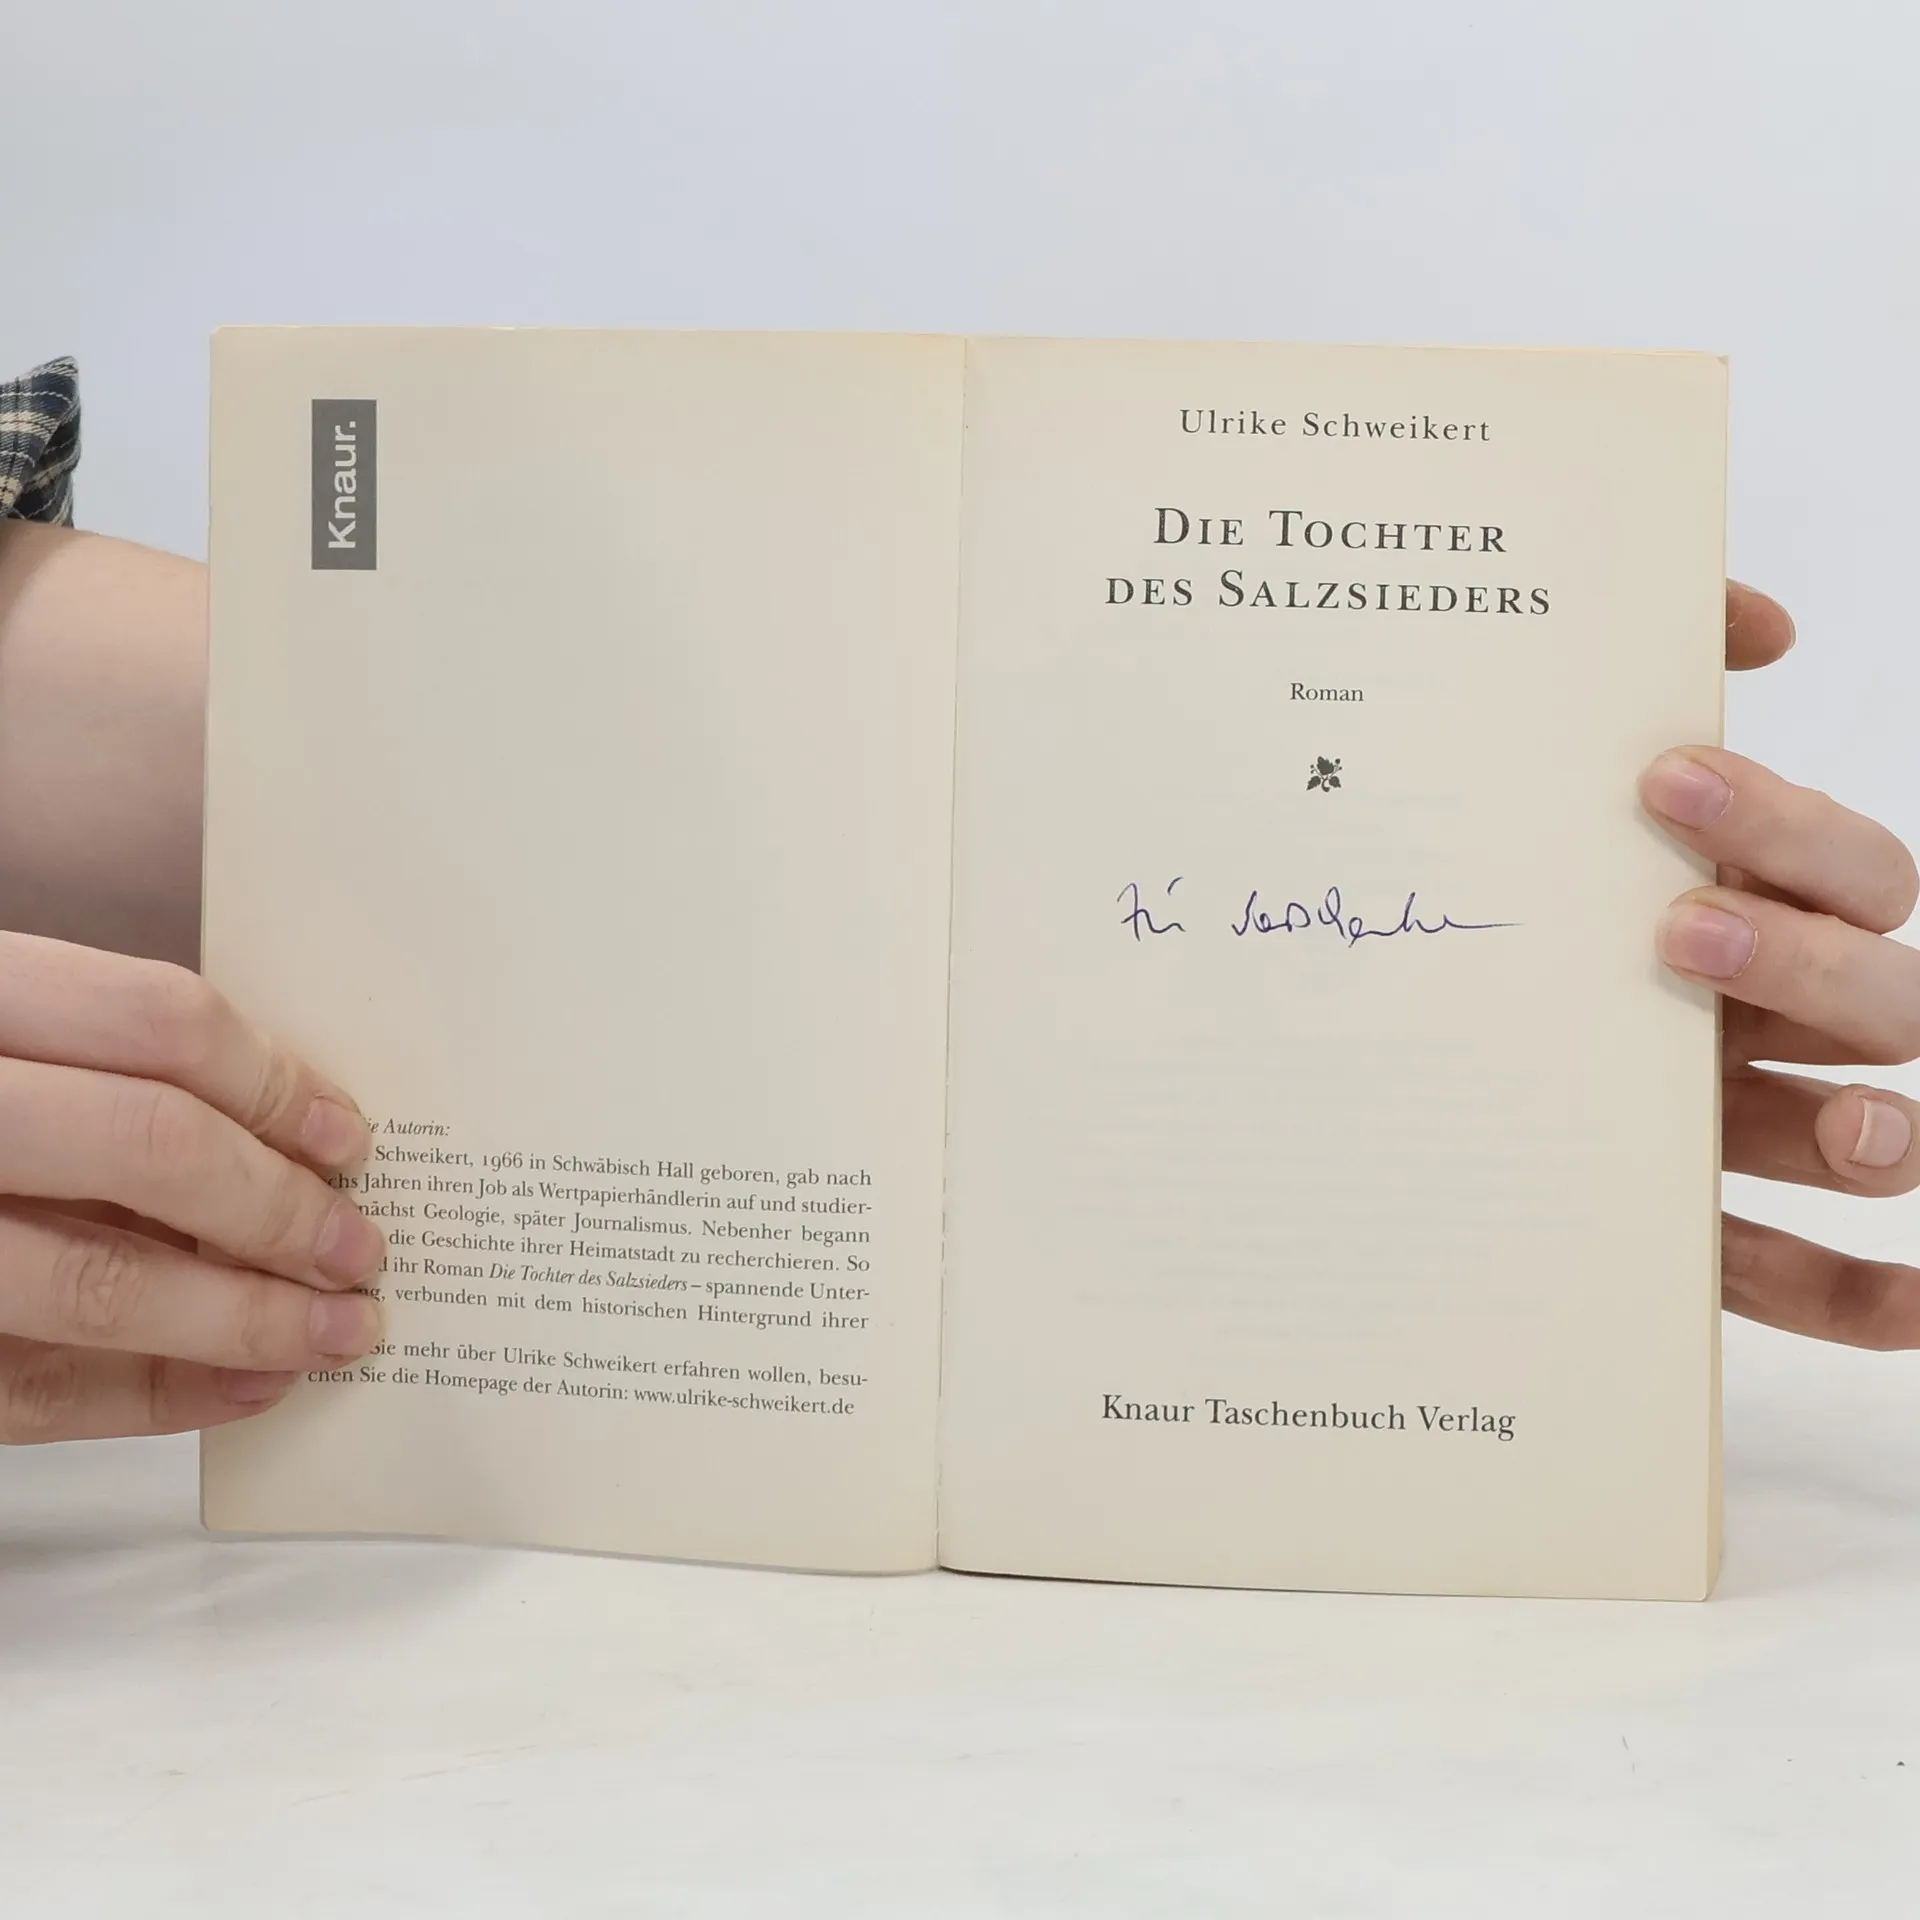 Knaur.
ie Autorin:
Schweikert, 1966 in Schwäbisch Hall geboren, gab nach
chs Jahren ihren Job als Wertpapierhändlerin auf und studier-
nächst Geologie, später Journalismus. Nebenher begann
die Geschichte ihrer Heimatstadt zu recherchieren. So
d ihr Roman Die Tochter des Salzsieders – spannende Unter-
ng, verbunden mit dem historischen Hintergrund ihrer
Sie mehr über Ulrike Schweikert erfahren wollen, besu-
chen Sie die Homepage der Autorin: www.ulrike-schweikert.de
Ulrike Schweikert
DIE TOCHTER
DES SALZSIEDERS
Roman
Knaur Taschenbuch Verlag